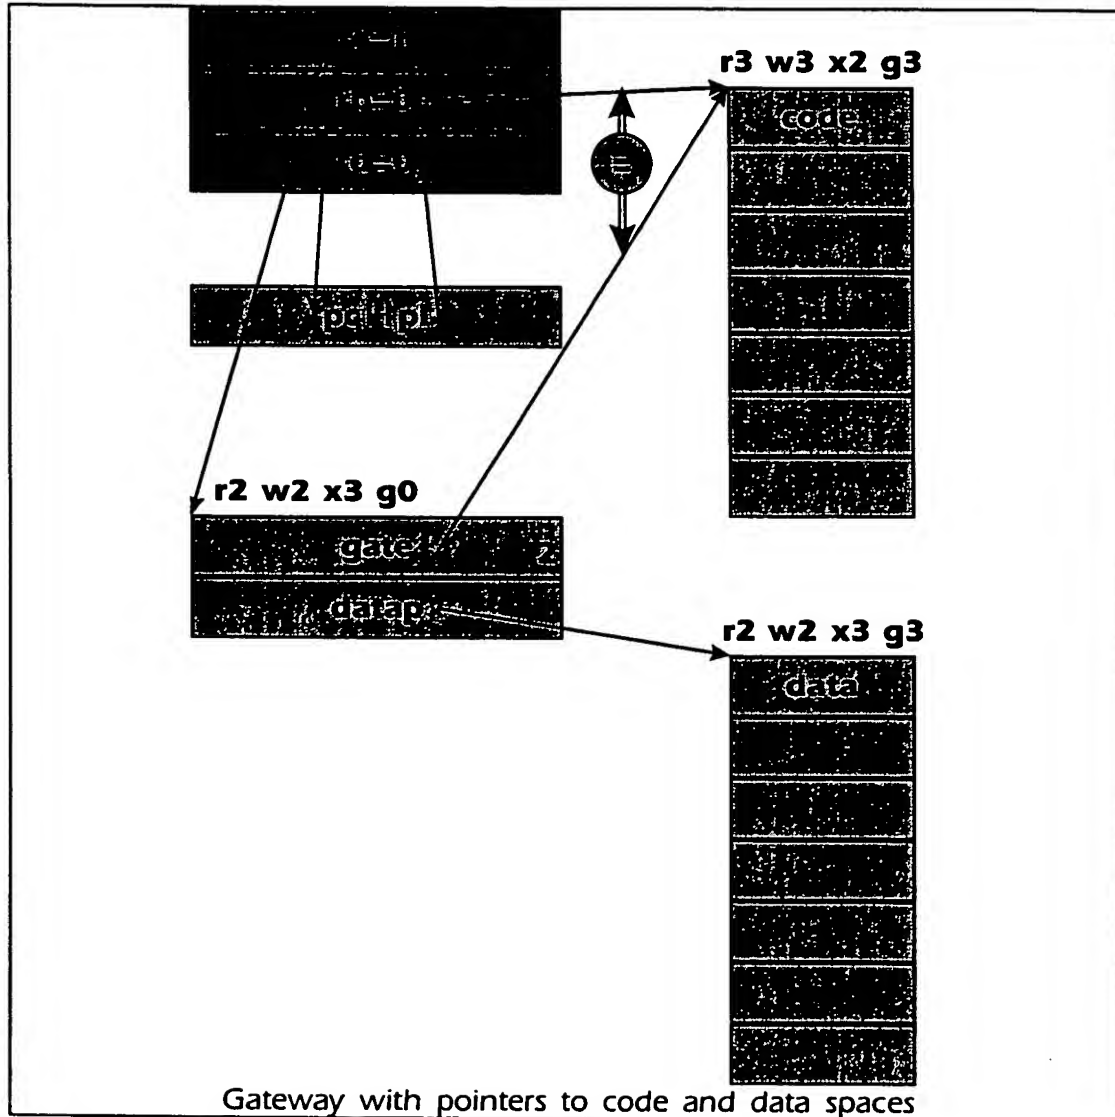 r3 w3 x2 g3
code
r2 w2 x3 g0
gate
2
datap
r2 w2 x3 g3
data
Gateway with pointers to code and data spaces